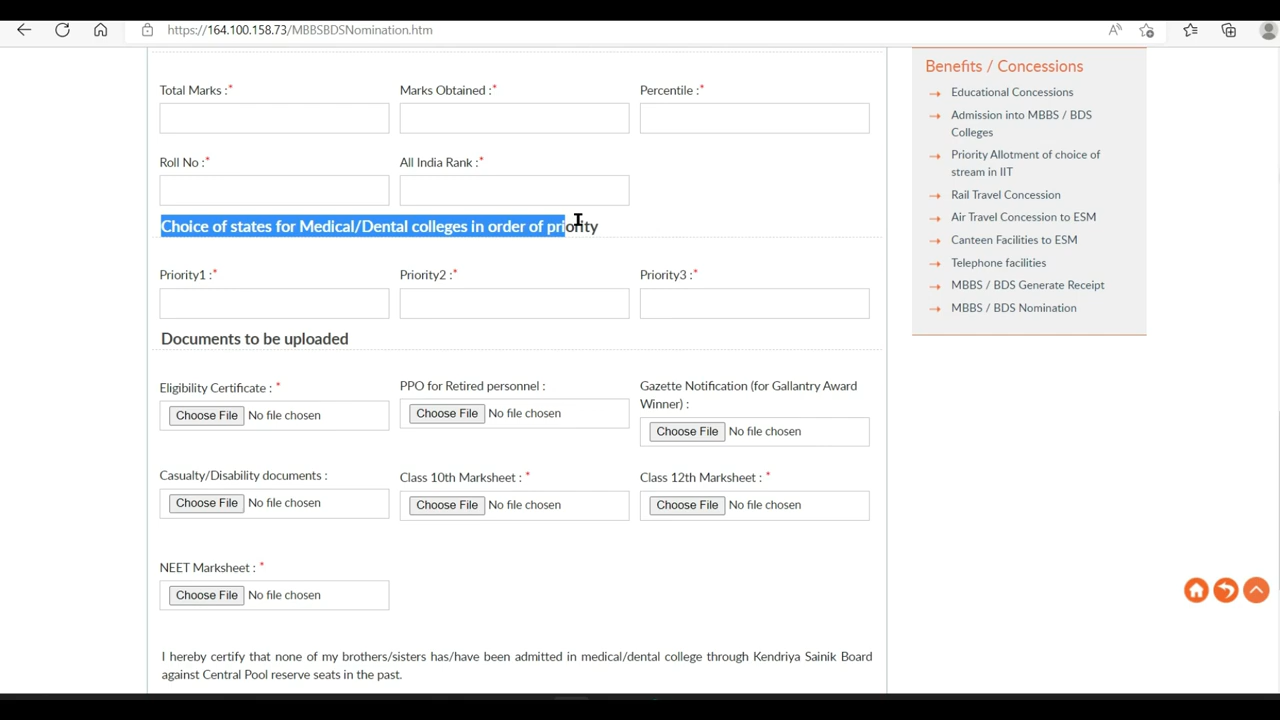 https://164.100.158.73/MBBSBDSNomination.htm
Total Marks :*
Marks Obtained :*
Percentile :*
Roll No :*
All India Rank :*
Choice of states for Medical/Dental colleges in order of priority
Priority1 :*
Priority2 :*
Priority3 :*
Documents to be uploaded
Eligibility Certificate : *
Choose File No file chosen
PPO for Retired personnel :
Choose File No file chosen
Gazette Notification (for Gallantry Award
Winner) :
Choose File No file chosen
Casualty/Disability documents :
Choose File No file chosen
Class 10th Marksheet : *
Choose File No file chosen
Class 12th Marksheet : *
Choose File No file chosen
NEET Marksheet : *
Choose File No file chosen
I hereby certify that none of my brothers/sisters has/have been admitted in medical/dental college through Kendriya Sainik Board
against Central Pool reserve seats in the past.
Benefits / Concessions
Educational Concessions
Admission into MBBS / BDS
Colleges
Priority Allotment of choice of
stream in IIT
Rail Travel Concession
Air Travel Concession to ESM
Canteen Facilities to ESM
Telephone facilities
MBBS / BDS Generate Receipt
MBBS / BDS Nomination